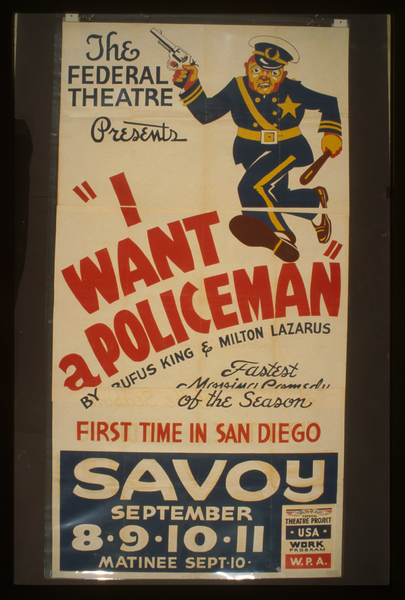 The
FEDERAL
THEATRE
Presents
"I
WANT
a POLICEMAN"
BY RUFUS KING & MILTON LAZARUS
Fastest
Moving Comedy
of the Season
FIRST TIME IN SAN DIEGO
SAVOY
SEPTEMBER
8·9·10·11
MATINEE SEPT·10·
FEDERAL
THEATRE PROJECT
· USA ·
WORK
PROGRAM
W.P.A.